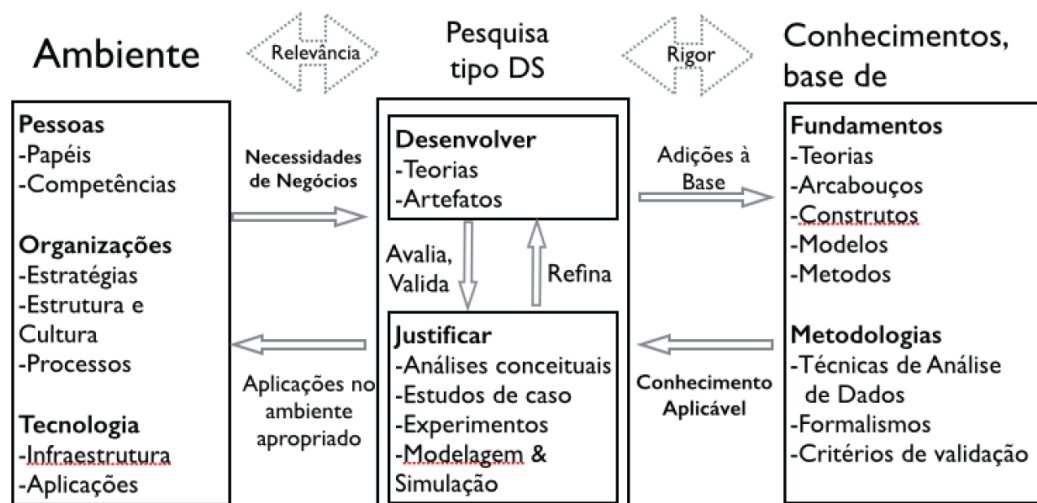 Ambiente
Relevância
Pesquisa
tipo DS
Rigor
Conhecimentos,
base de
Pessoas
-Papéis
-Competências
Organizações
-Estratégias
-Estrutura e
Cultura
-Processos
Tecnologia
-Infraestrutura
-Aplicações
Necessidades
de Negócios
Aplicações no
ambiente
apropriado
Desenvolver
-Teorias
-Artefatos
Avalia,
Valida
Refina
Justificar
-Análises conceituais
-Estudos de caso
-Experimentos
-Modelagem &
Simulação
Adições à
Base
Conhecimento
Aplicável
Fundamentos
-Teorias
-Arcabouços
-Construtos
-Modelos
-Metodos
Metodologias
-Técnicas de Análise
de Dados
-Formalismos
-Critérios de validação